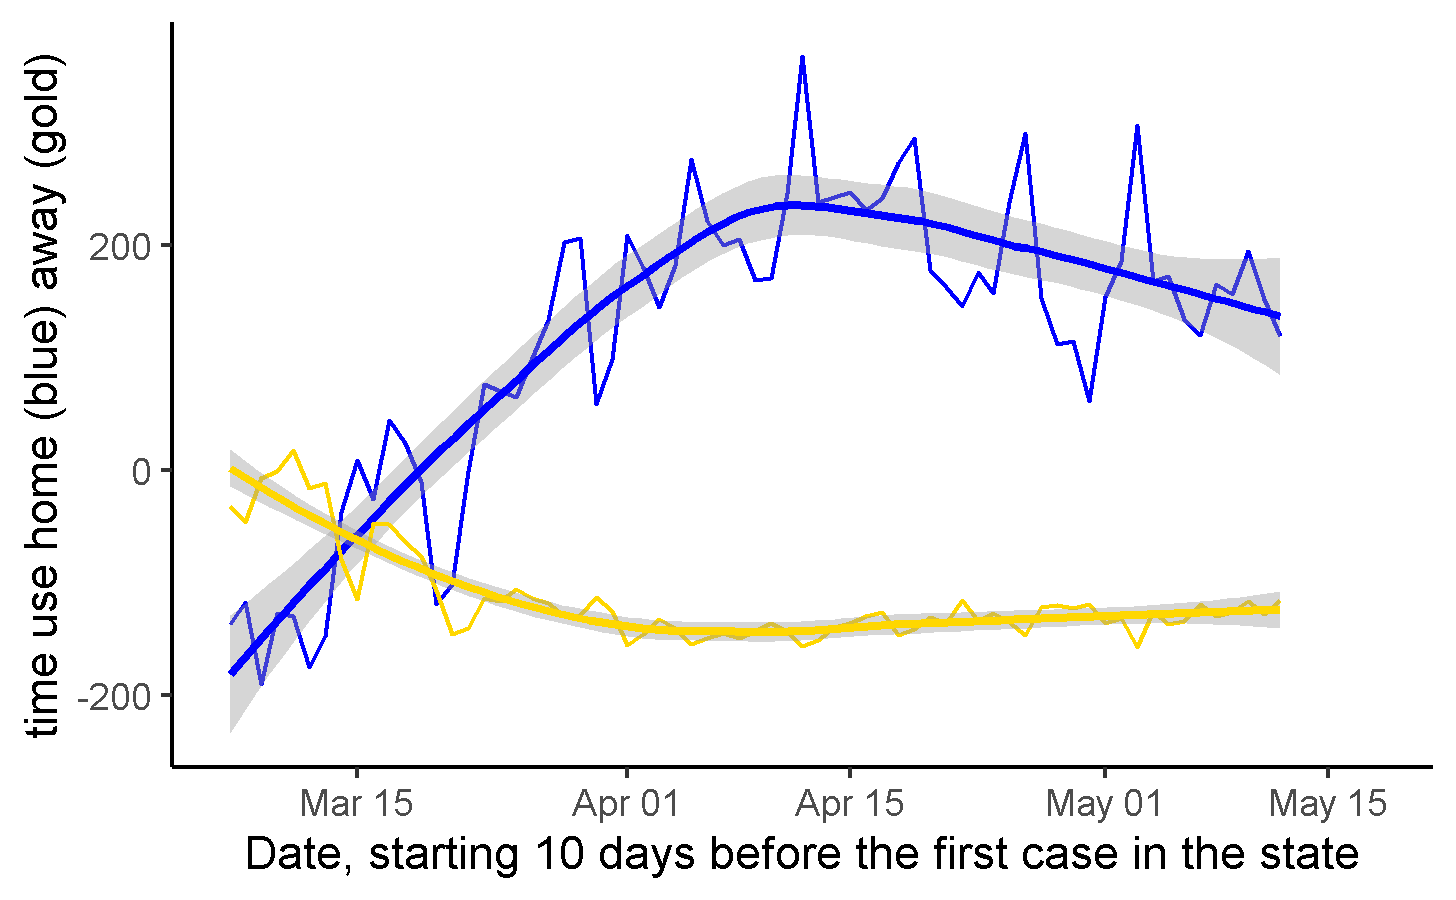 time use home (blue) away (gold)
200
0
-200
Mar 15
Apr 01
Apr 15
May 01
May 15
Date, starting 10 days before the first case in the state